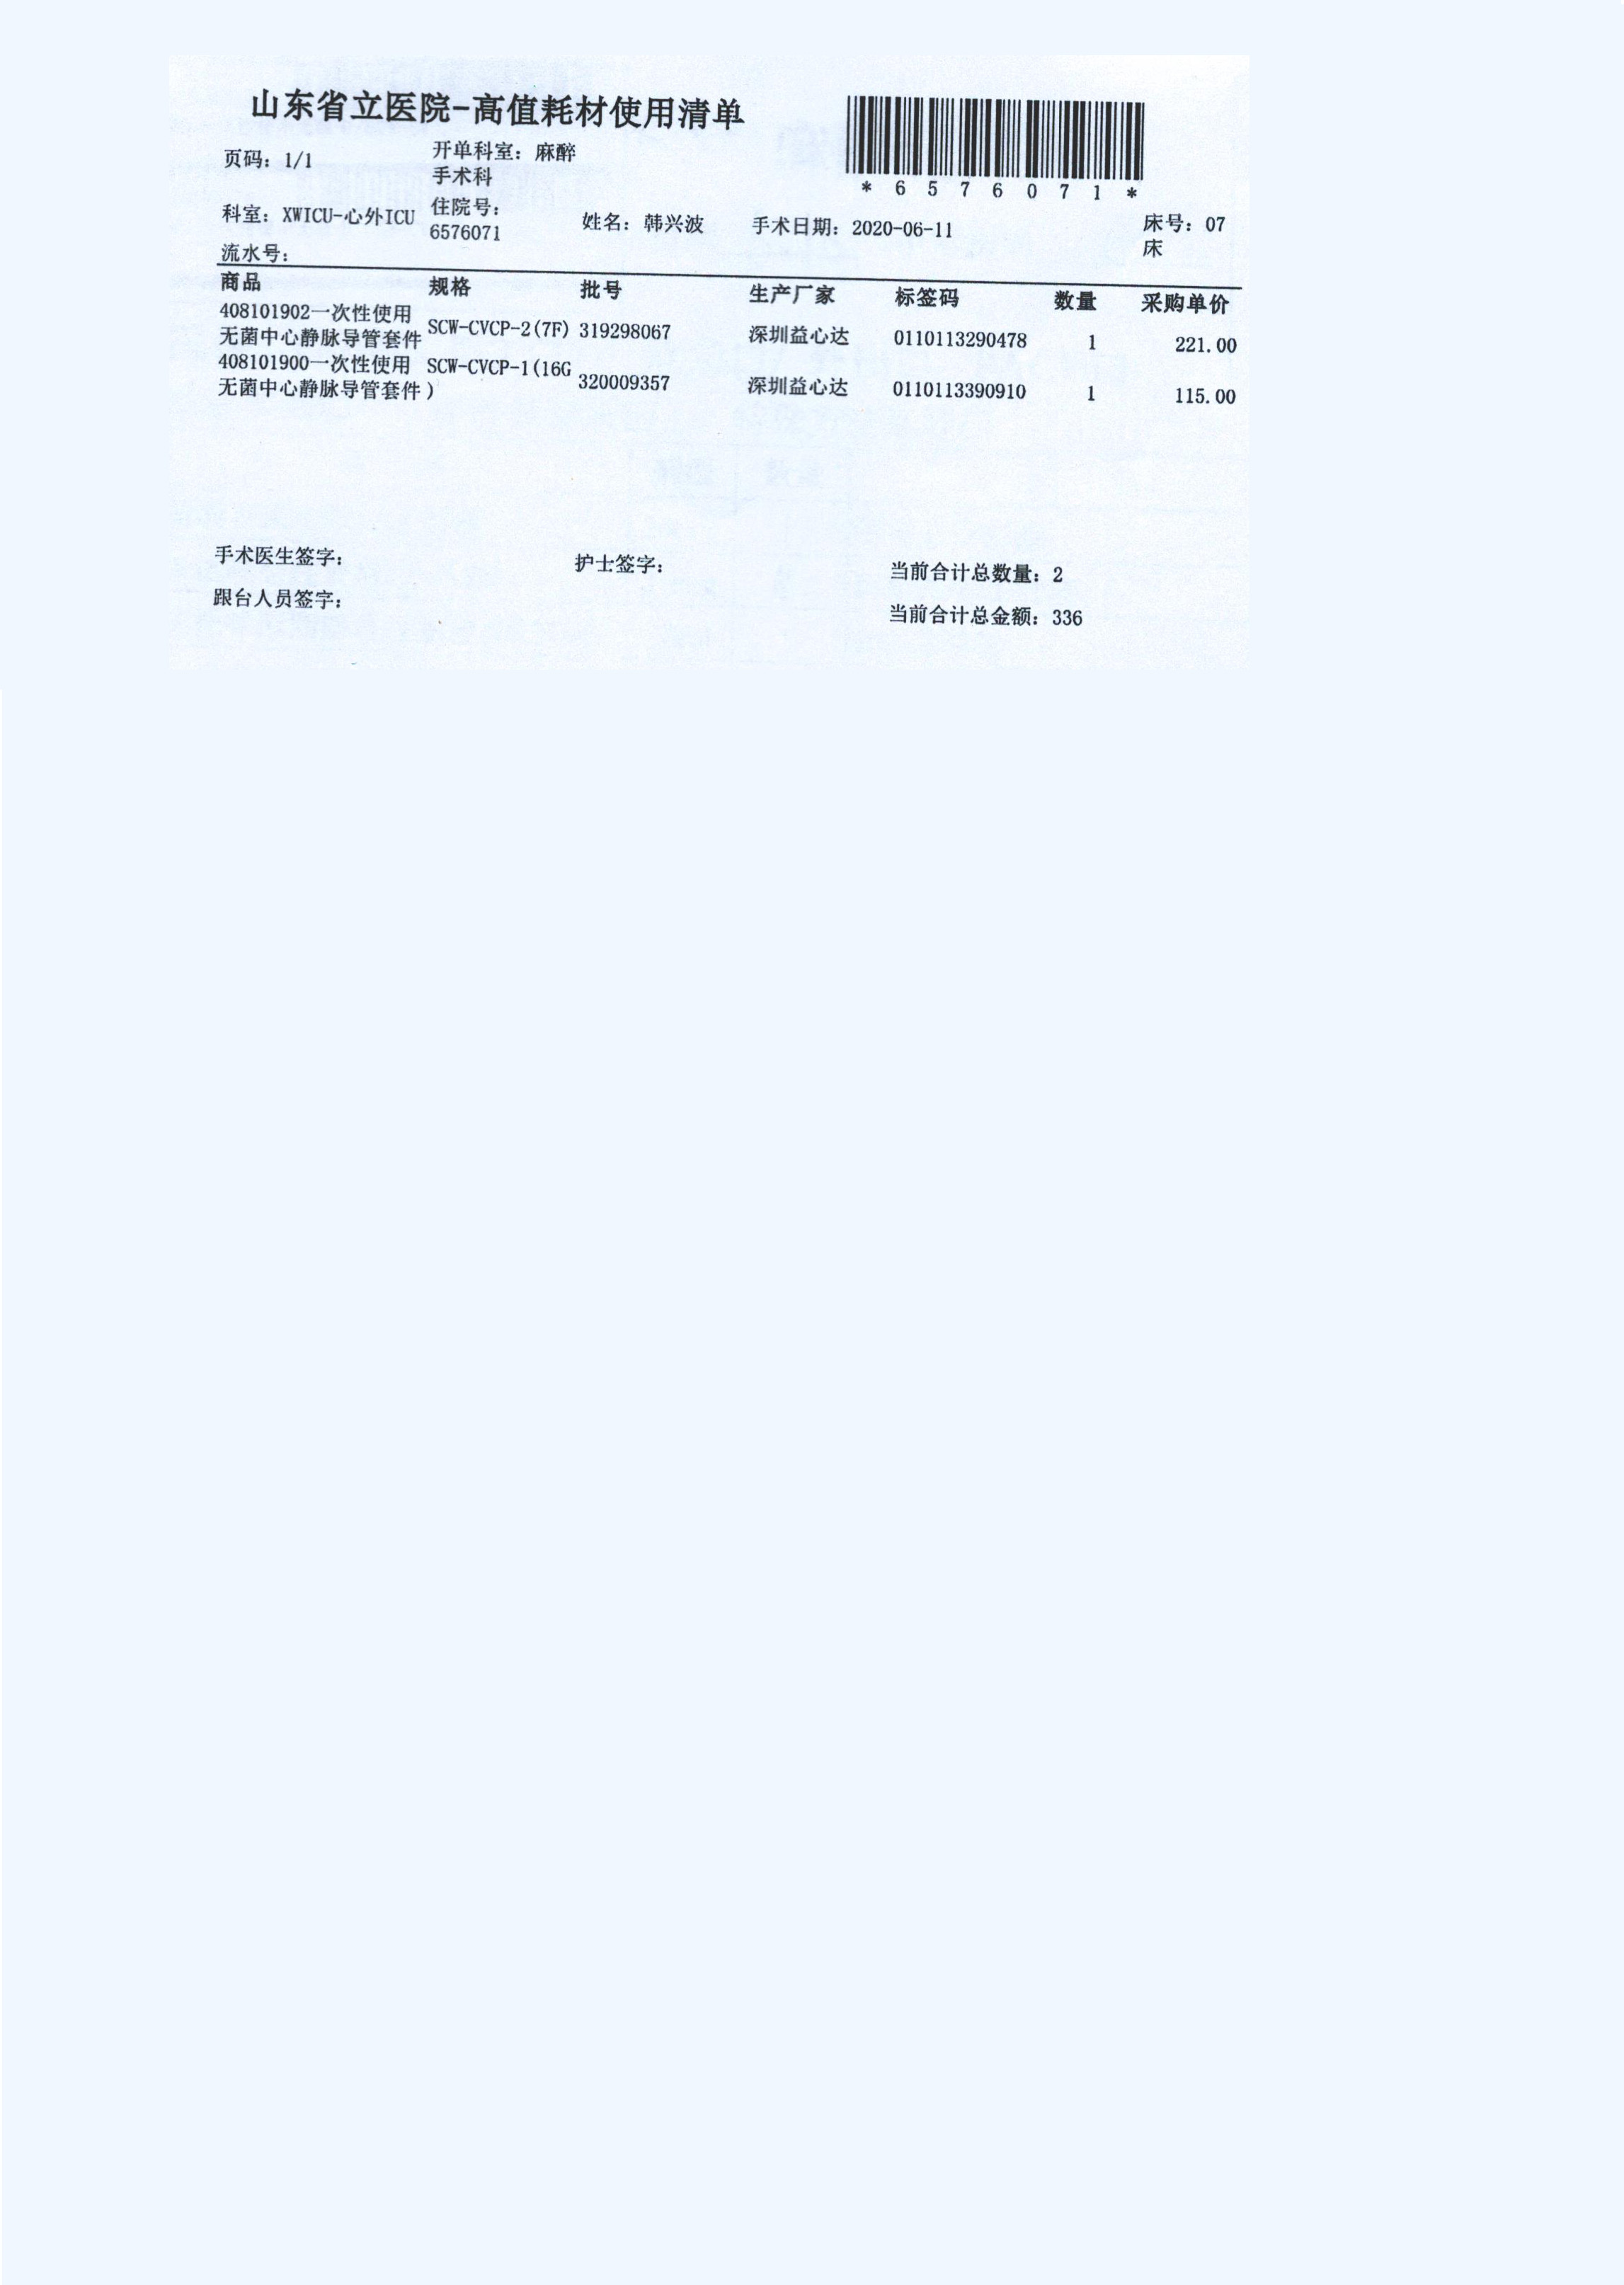 山东省立医院-高值耗材使用清单
*6576071*
页码：1/1
开单科室：麻醉
手术科
科室：XWICU-心外ICU
住院号：
6576071
姓名：韩兴波
手术日期：2020-06-11
床号：07
床
流水号：
商品 规格 批号 生产厂家 标签码 数量 采购单价
408101902一次性使用
无菌中心静脉导管套件 SCW-CVCP-2(7F) 319298067 深圳益心达 0110113290478 1 221.00
408101900一次性使用 SCW-CVCP-1(16G
无菌中心静脉导管套件 ) 320009357 深圳益心达 0110113390910 1 115.00
手术医生签字： 护士签字： 当前合计总数量：2
跟台人员签字： 当前合计总金额：336